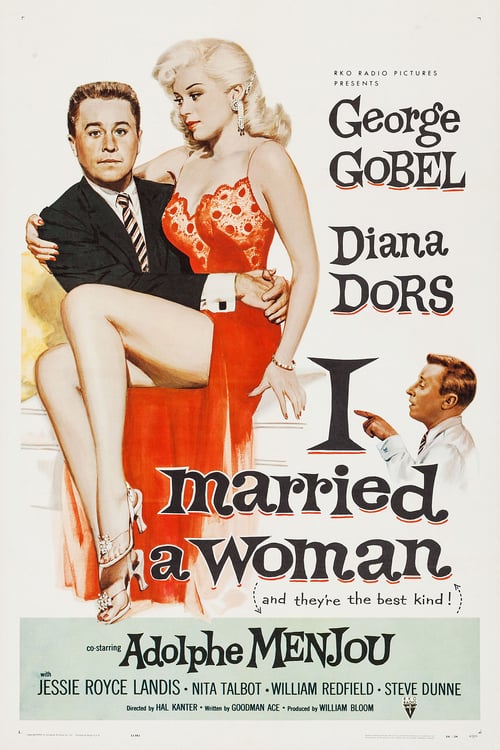 RKO RADIO PICTURES
PRESENTS
George
GOBEL
Diana
DORS
I
married
a woman
(and they're the best kind!)
co-starring Adolphe MENJOU
with
JESSIE ROYCE LANDIS • NITA TALBOT • WILLIAM REDFIELD • STEVE DUNNE
Directed by HAL KANTER • Written by GOODMAN ACE • Produced by WILLIAM BLOOM